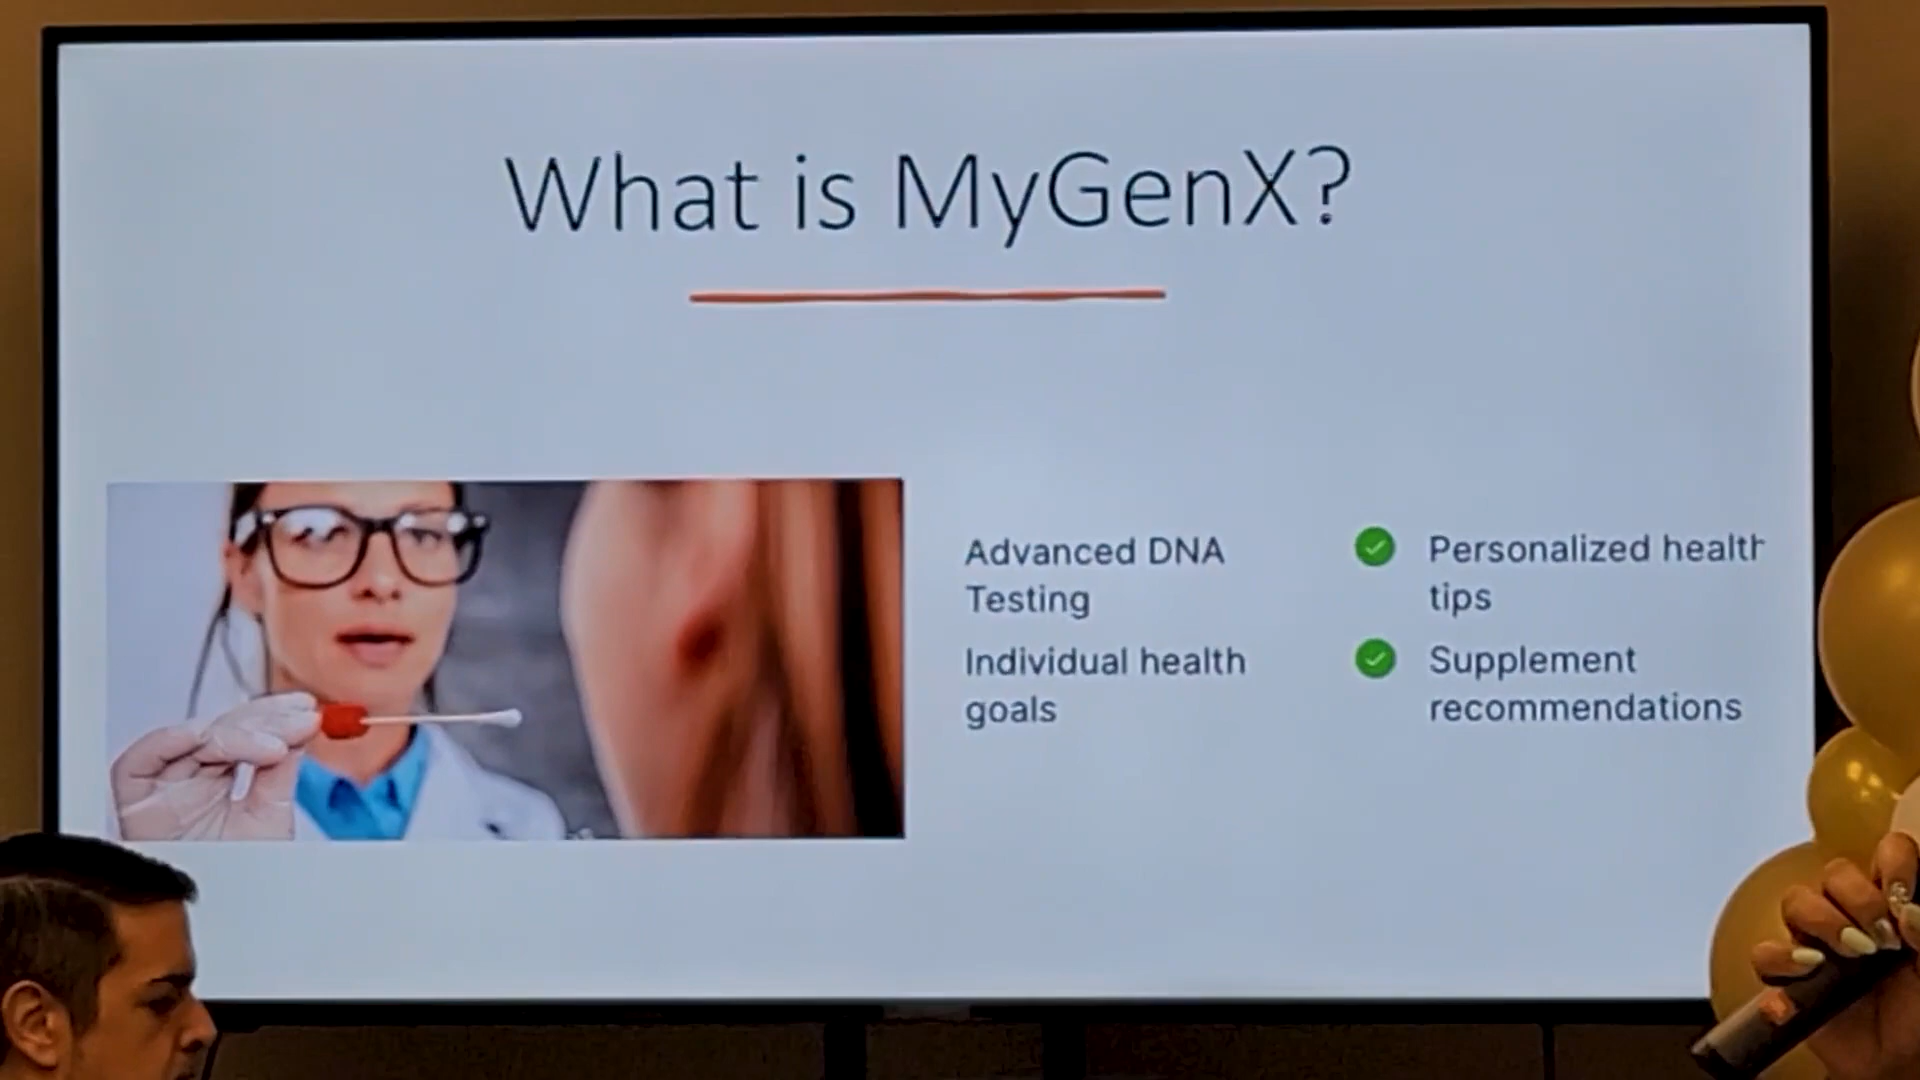 What is MyGenX?
Advanced DNA
Testing
Individual health
goals
Personalized health
tips
Supplement
recommendations